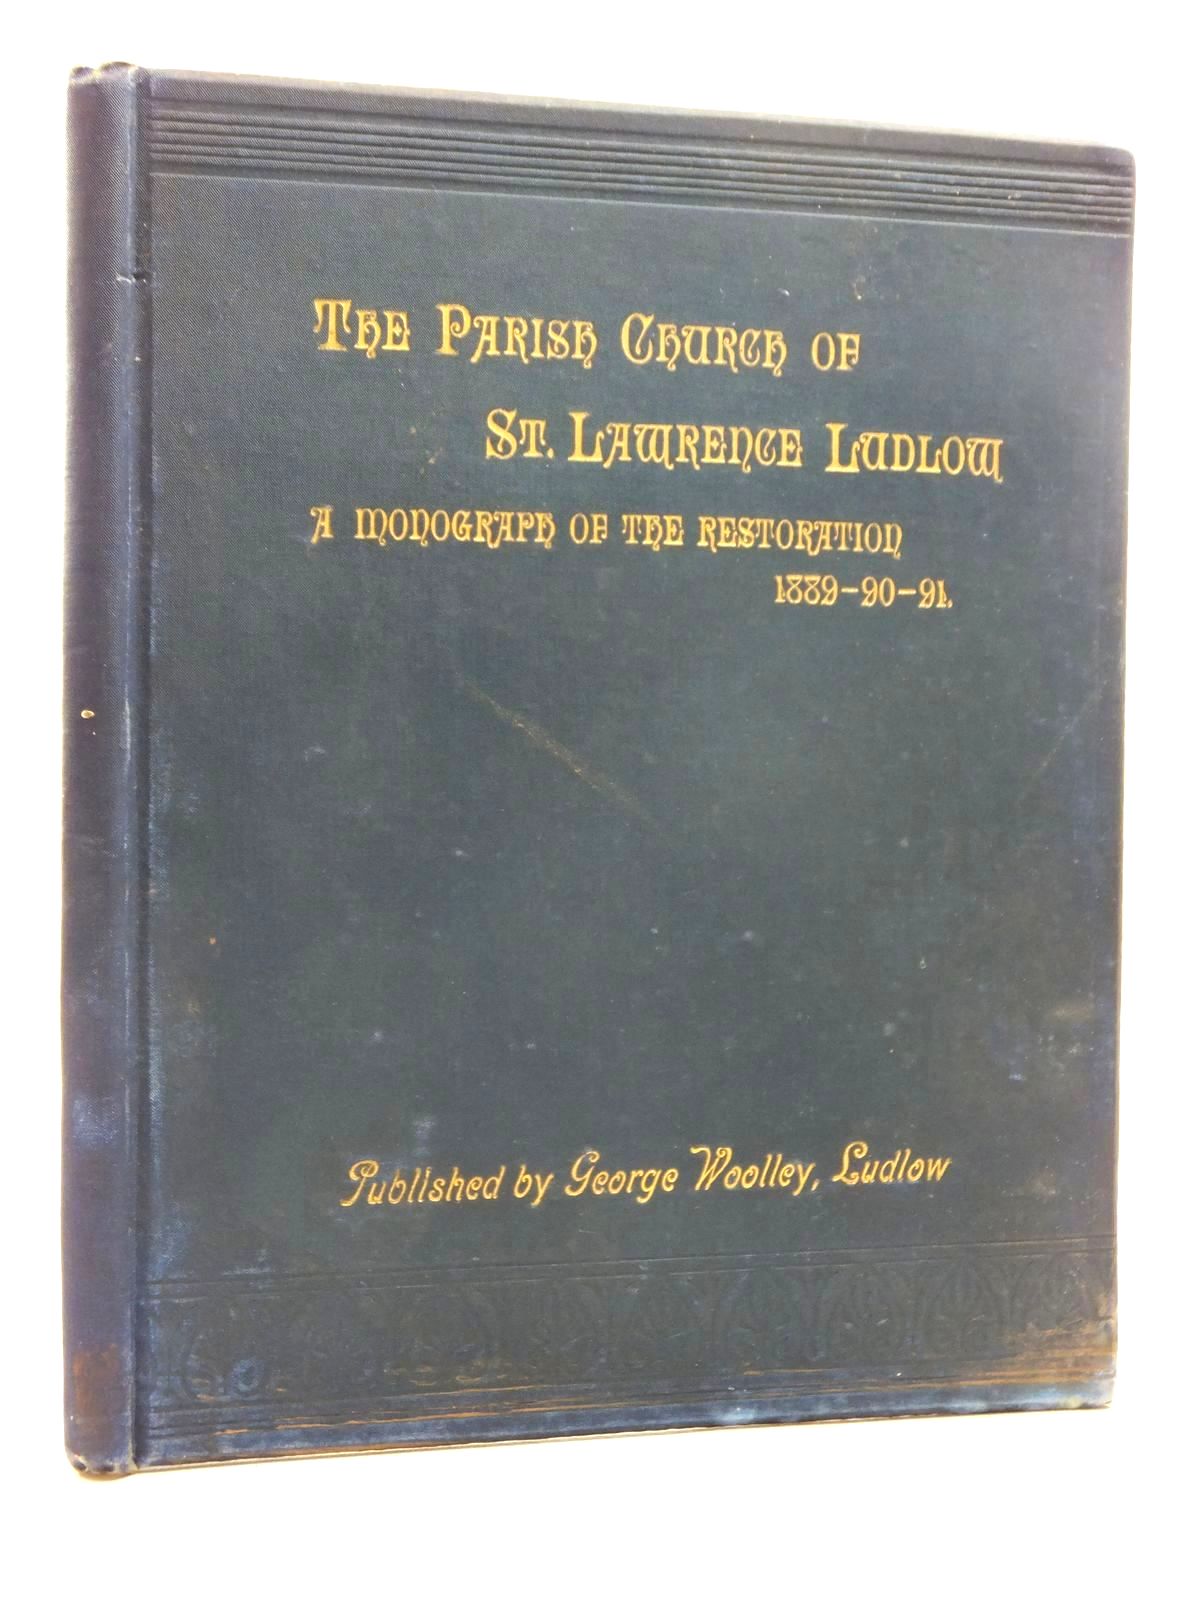 The Parish Church of
St. Lawrence Ludlow
A Monograph of the Restoration
1889-90-91.
Published by George Woolley, Ludlow